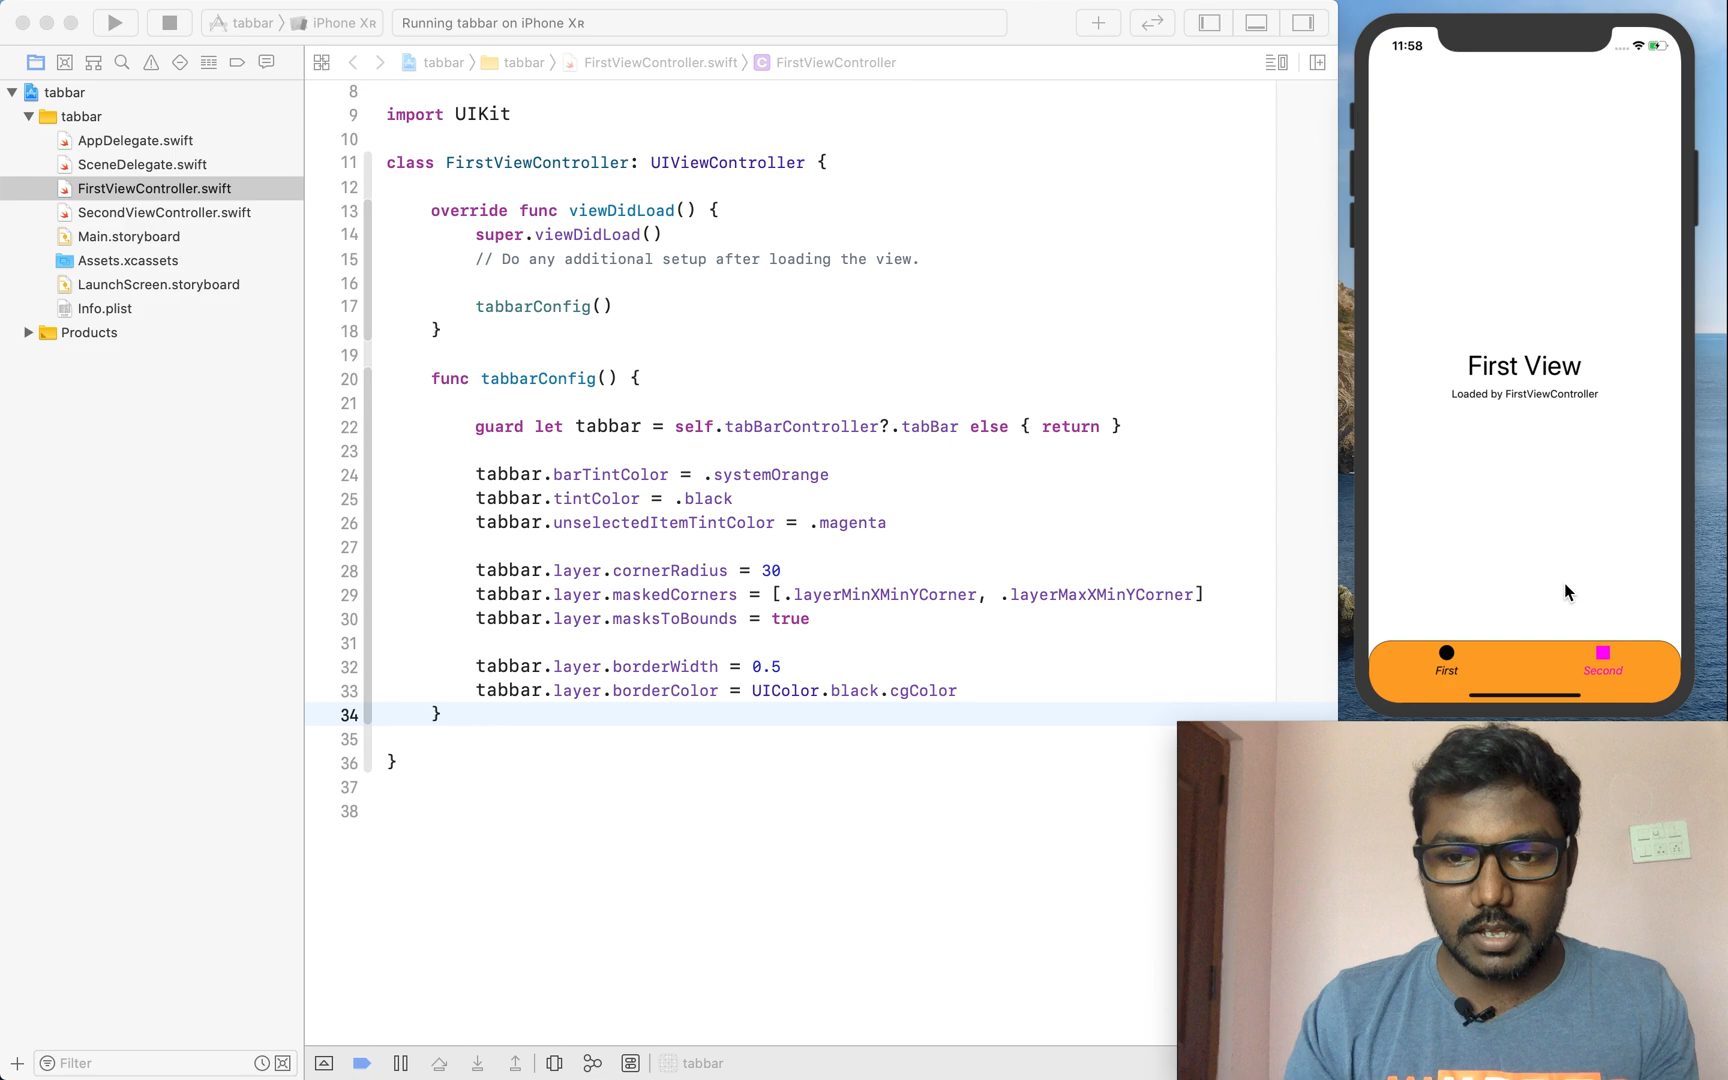 tabbar
iPhone XR
Running tabbar on iPhone XR
tabbar
tabbar
FirstViewController.swift
FirstViewController
tabbar
tabbar
AppDelegate.swift
SceneDelegate.swift
FirstViewController.swift
SecondViewController.swift
Main.storyboard
Assets.xcassets
LaunchScreen.storyboard
Info.plist
Products
8
9 import UIKit
10
11 class FirstViewController: UIViewController {
12
13 override func viewDidLoad() {
14 super.viewDidLoad()
15 // Do any additional setup after loading the view.
16
17 tabbarConfig()
18 }
19
20 func tabbarConfig() {
21
22 guard let tabbar = self.tabBarController?.tabBar else { return }
23
24 tabbar.barTintColor = .systemOrange
25 tabbar.tintColor = .black
26 tabbar.unselectedItemTintColor = .magenta
27
28 tabbar.layer.cornerRadius = 30
29 tabbar.layer.maskedCorners = [.layerMinXMinYCorner, .layerMaxXMinYCorner]
30 tabbar.layer.masksToBounds = true
31
32 tabbar.layer.borderWidth = 0.5
33 tabbar.layer.borderColor = UIColor.black.cgColor
34 }
35
36 }
37
38
11:58
First View
Loaded by FirstViewController
First
Second
Filter
tabbar